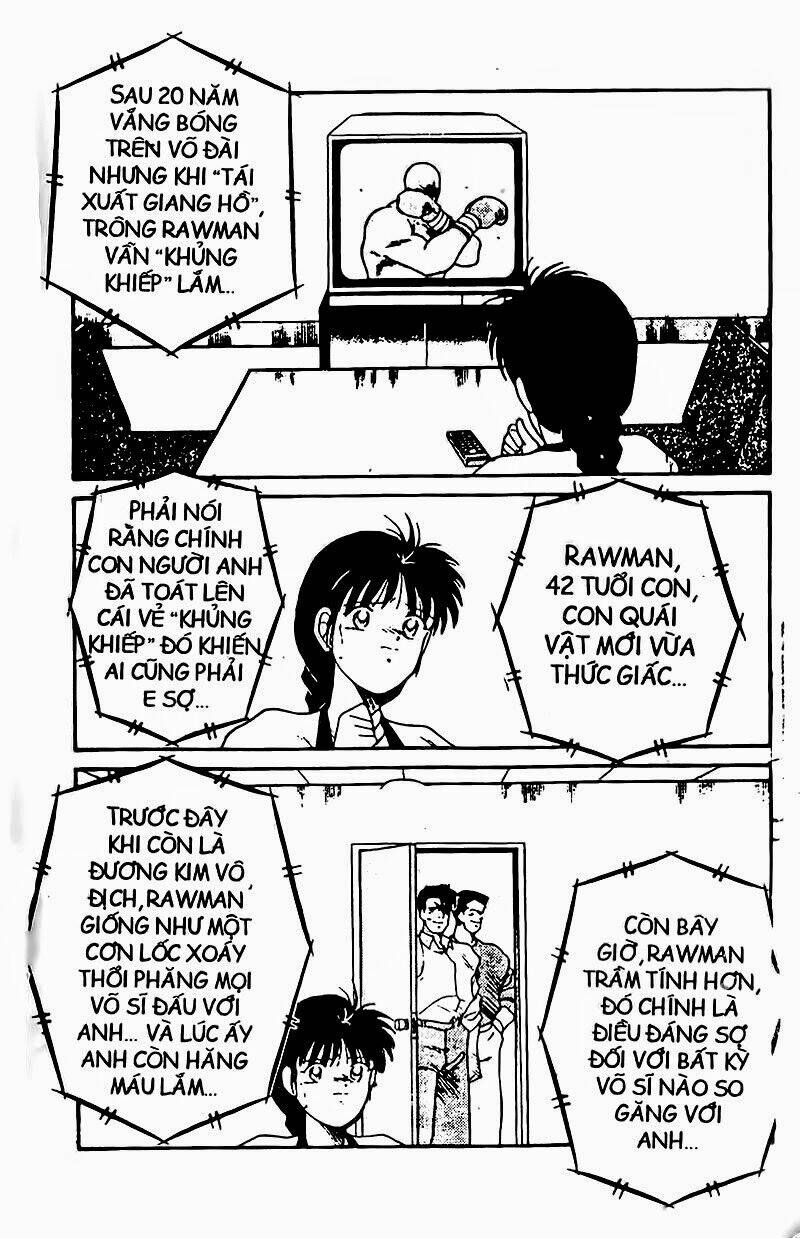 SAU 20 NĂM
VẮNG BÓNG
TRÊN VÕ ĐÀI
NHƯNG KHI “TÁI
XUẤT GIANG HỒ”,
TRÔNG RAWMAN
VẪN “KHỦNG
KHIẾP” LẮM...
RAWMAN,
42 TUỔI CON,
CON QUÁI
VẬT MỚI VỪA
THỨC GIẤC...
PHẢI NÓI
RẰNG CHÍNH
CON NGƯỜI ANH
ĐÃ TOÁT LÊN
CÁI VẺ “KHỦNG
KHIẾP” ĐÓ KHIẾN
AI CŨNG PHẢI
E SỢ...
CÒN BÂY
GIỜ, RAWMAN
TRẦM TÍNH HƠN,
ĐÓ CHÍNH LÀ
ĐIỀU ĐÁNG SỢ
ĐỐI VỚI BẤT KỲ
VÕ SĨ NÀO SO
GĂNG VỚI
ANH...
TRƯỚC ĐÂY
KHI CÒN LÀ
ĐƯƠNG KIM VÔ
ĐỊCH, RAWMAN
GIỐNG NHƯ MỘT
CƠN LỐC XOÁY
THỔI PHĂNG MỌI
VÕ SĨ ĐẤU VỚI
ANH... VÀ LÚC ẤY
ANH CÒN HĂNG
MÁU LẮM...